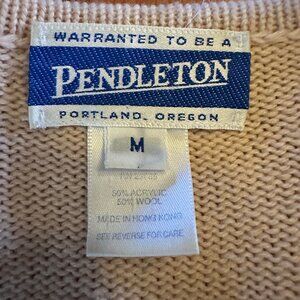 WARRANTED TO BE A
PENDLETON
PORTLAND, OREGON
M
50% ACRYLIC
50% WOOL
MADE IN HONG KONG
SEE REVERSE FOR CARE